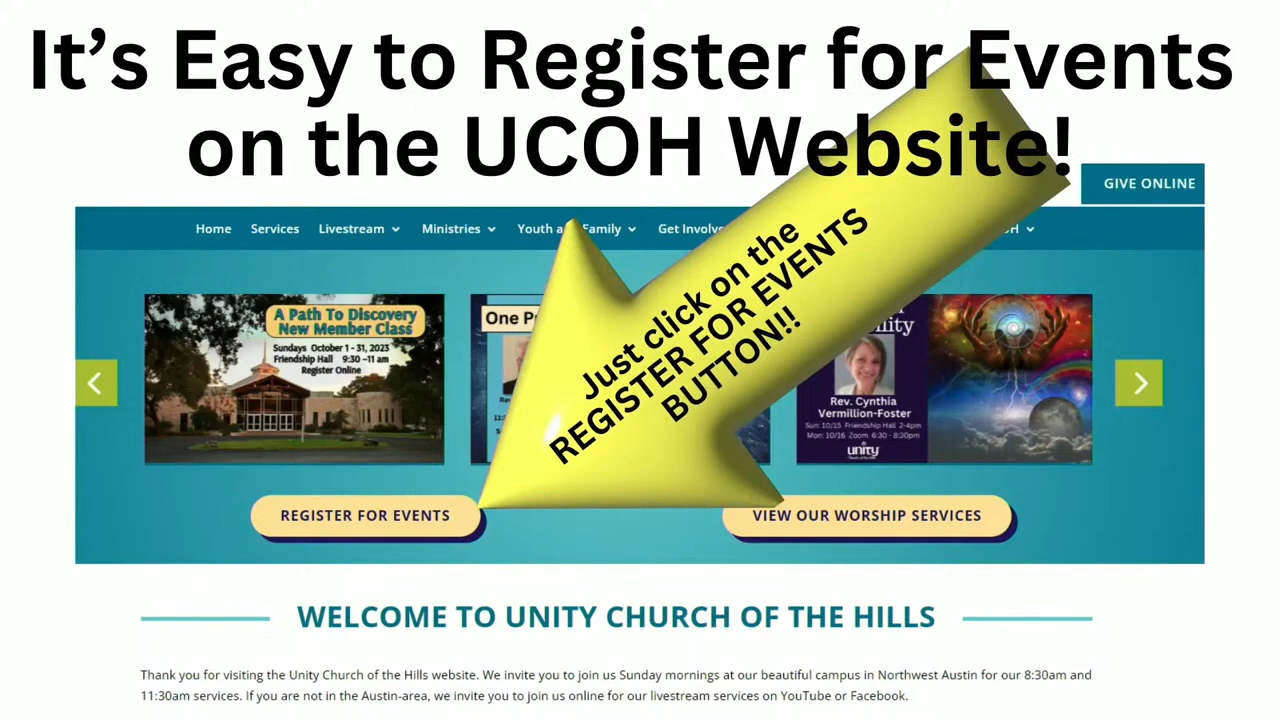 It's Easy to Register for Events
on the UCOH Website!
GIVE ONLINE
Home Services Livestream Ministries Youth a Family Get Involve
Just click on the
REGISTER FOR EVENTS
BUTTON!!
A Path To Discovery
New Member Class
Sundays October 1 - 31, 2023
Friendship Hall 9:30 -11 am
Register Online
One
Rev. Cynthia
Vermillion-Foster
Sun: 10/15 Friendship Hall 2-4pm
Mon: 10/16 Zoom 6:30 - 8:30pm
unity
REGISTER FOR EVENTS
VIEW OUR WORSHIP SERVICES
WELCOME TO UNITY CHURCH OF THE HILLS
Thank you for visiting the Unity Church of the Hills website. We invite you to join us Sunday mornings at our beautiful campus in Northwest Austin for our 8:30am and
11:30am services. If you are not in the Austin-area, we invite you to join us online for our livestream services on YouTube or Facebook.